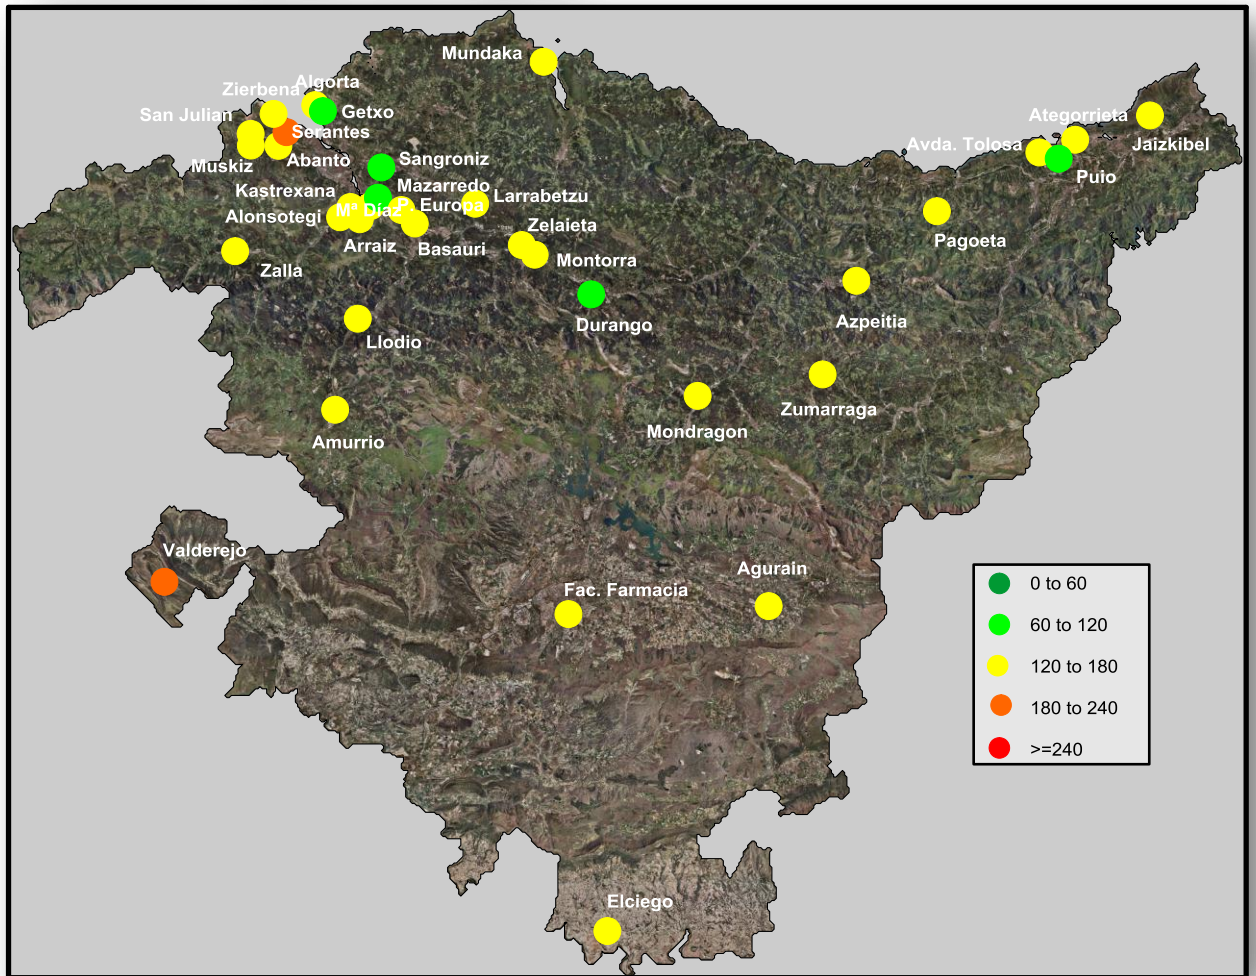 Mundaka
Algorta
Zierbena
Getxo
San Julian
Serantes
Ategorrieta
Jaizkibel
Avda. Tolosa
Abanto
Muskiz
Sangroniz
Puio
Mazarredo
Kastrexana
Larrabetzu
P. Europa
Mª Díaz
Alonsotegi
Zelaieta
Arraiz
Basauri
Pagoeta
Montorra
Zalla
Azpeitia
Durango
Llodio
Zumarraga
Mondragon
Amurrio
Valderejo
Agurain
Fac. Farmacia
0 to 60
60 to 120
120 to 180
180 to 240
>=240
Elciego